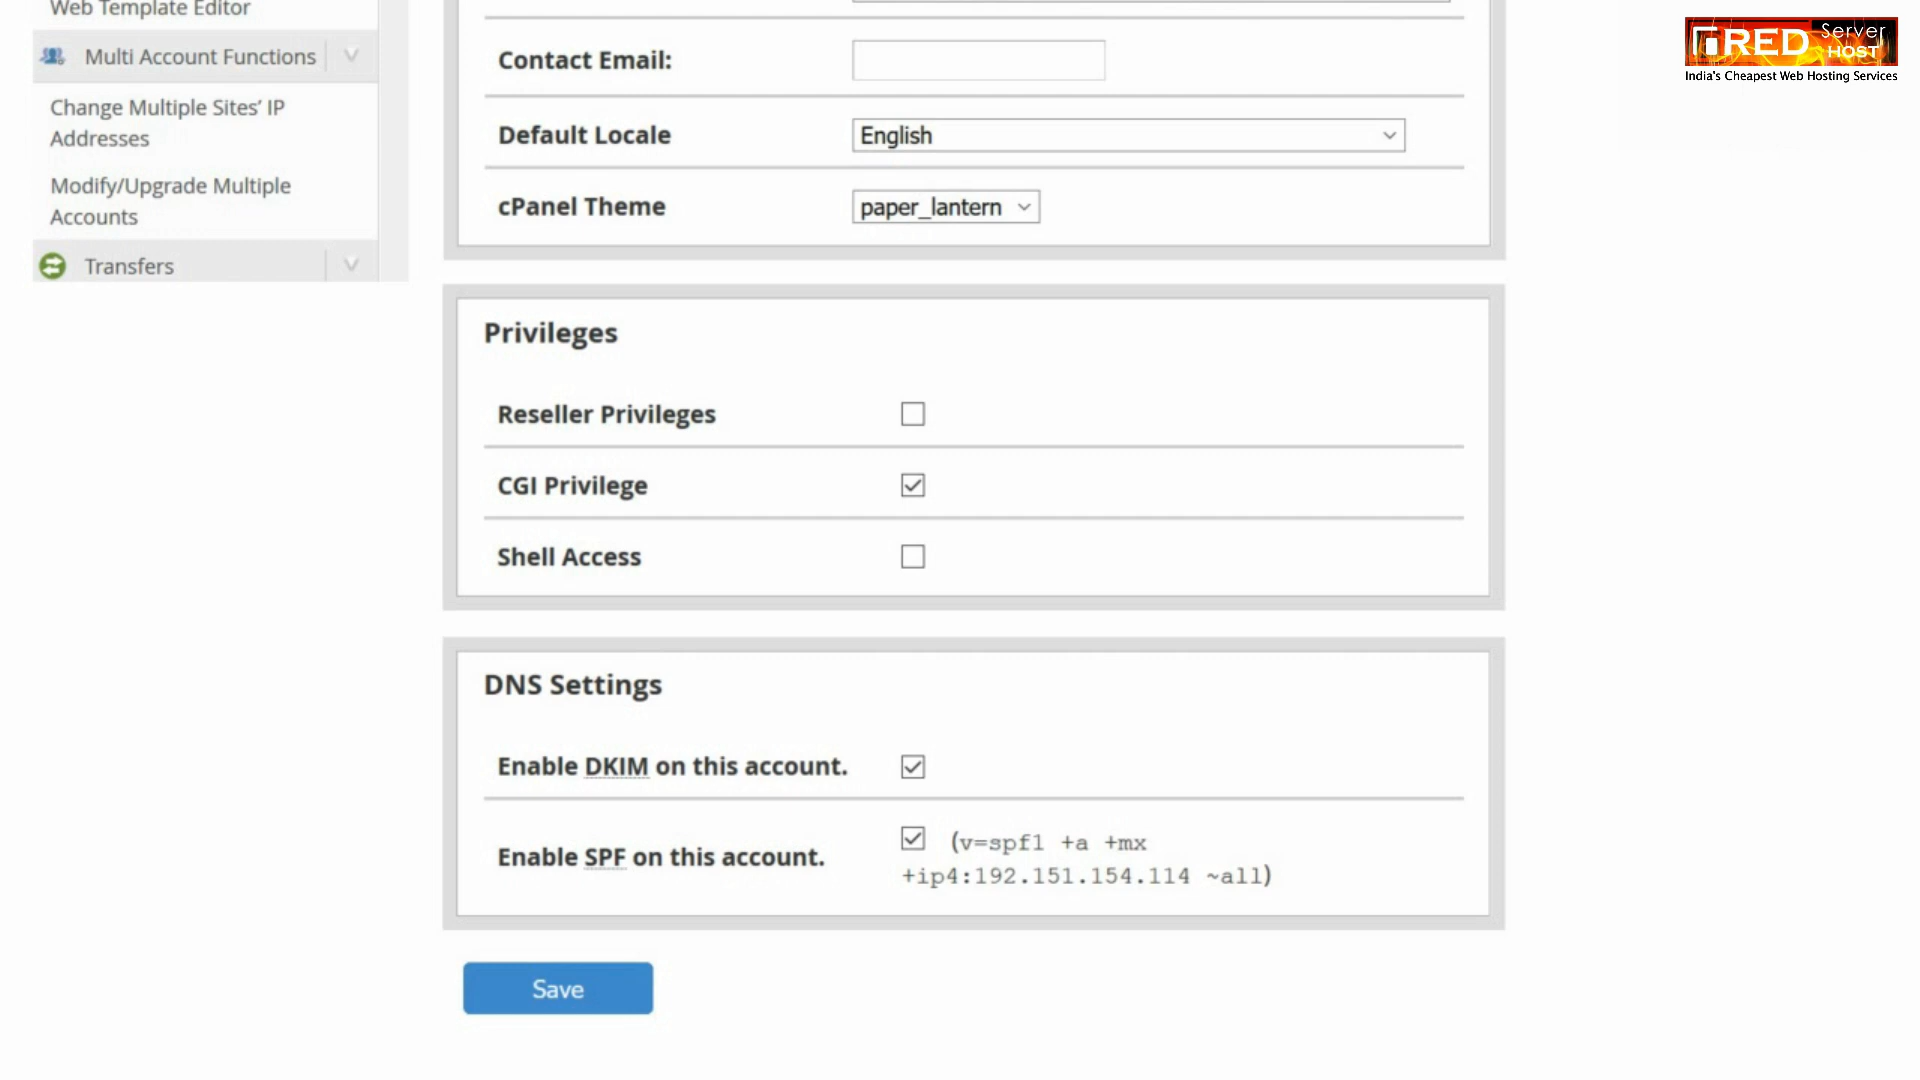 Web Template Editor
Multi Account Functions
Change Multiple Sites’ IP
Addresses
Modify/Upgrade Multiple
Accounts
Transfers
Contact Email:
Default Locale English
cPanel Theme paper_lantern
Privileges
Reseller Privileges
CGI Privilege
Shell Access
DNS Settings
Enable DKIM on this account.
Enable SPF on this account. (v=spf1 +a +mx
+ip4:192.151.154.114 ~all)
Save
RED Server
HOST
India's Cheapest Web Hosting Services